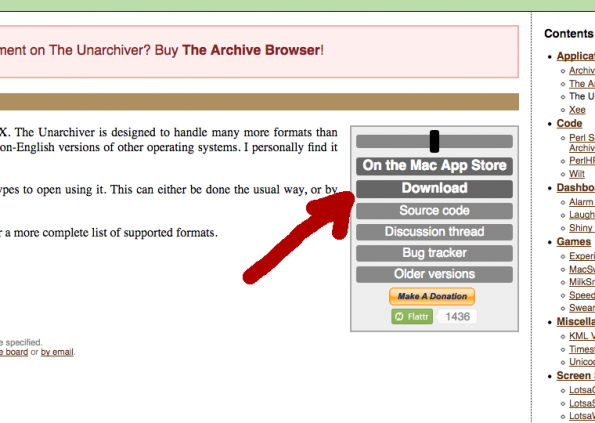 ment on The Unarchiver? Buy The Archive Browser!
X. The Unarchiver is designed to handle many more formats than
on-English versions of other operating systems. I personally find it
ypes to open using it. This can either be done the usual way, or by
r a more complete list of supported formats.
e specified.
e board or by email.
On the Mac App Store
Download
Source code
Discussion thread
Bug tracker
Older versions
Make A Donation
Flattr 1436
Contents
Applicat
Archiv
The A
The U
Xee
Code
Perl S
Archive
PerlHF
Wilt
Dashbo
Alarm
Laugh
Shiny
Games
Experi
MacSw
MilkSn
Speed
Swear
Miscella
KML V
Timest
Unicod
Screen S
LotsaG
LotsaS
LotsaW